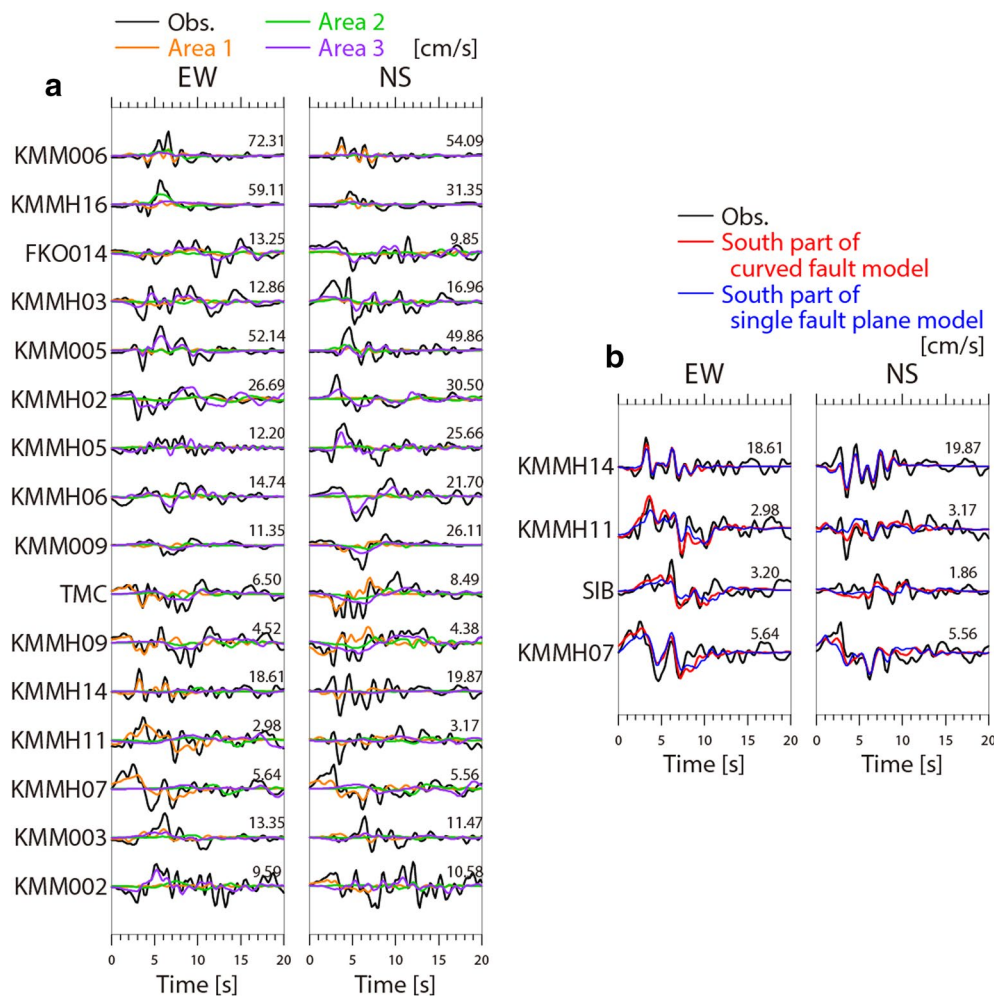 Obs. Area 2
Area 1 Area 3 [cm/s]
a
EW NS
KMM006 72.31 54.09
KMMH16 59.11 31.35
FKO014 13.25 9.85
KMMH03 12.86 16.96
KMM005 52.14 49.86
KMMH02 26.69 30.50
KMMH05 12.20 25.66
KMMH06 14.74 21.70
KMM009 11.35 26.11
TMC 6.50 8.49
KMMH09 4.52 4.38
KMMH14 18.61 19.87
KMMH11 2.98 3.17
KMMH07 5.64 5.56
KMM003 13.35 11.47
KMM002 9.59 10.58
0 5 10 15 20 0 5 10 15 20
Time [s] Time [s]
Obs.
South part of
curved fault model
South part of
single fault plane model
[cm/s]
b
EW NS
KMMH14 18.61 19.87
KMMH11 2.98 3.17
SIB 3.20 1.86
KMMH07 5.64 5.56
0 5 10 15 20 0 5 10 15 20
Time [s] Time [s]